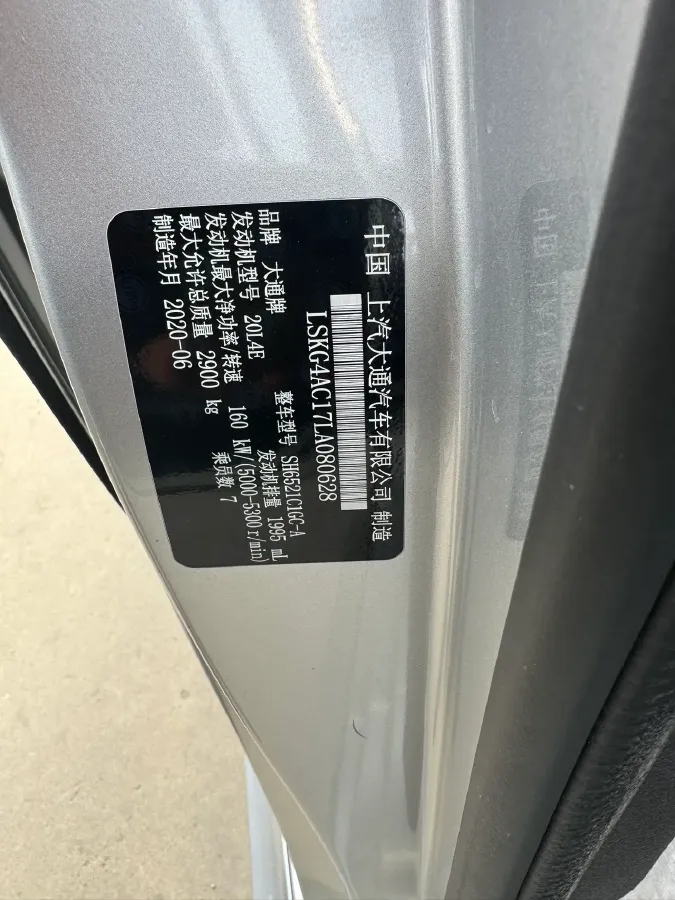 中国 上汽大通汽车有限公司 制造
LSKG4AC17LA080628
品牌 大通牌 整车型号 SH6521C1GC-A
发动机型号 20L4E 发动机排量 1995 mL
发动机最大净功率/转速 160 kW/(5000-5300r/min)
最大允许总质量 2900 kg 乘员数 7
制造年月 2020-06